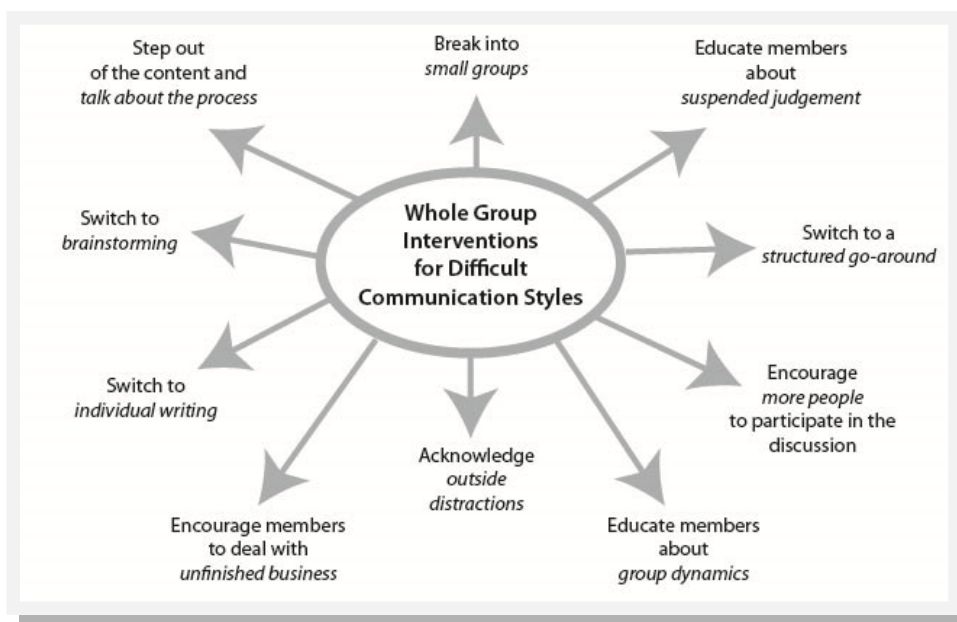 Step out
of the content and
talk about the process
Break into
small groups
Educate members
about
suspended judgement
Switch to
brainstorming
Whole Group
Interventions
for Difficult
Communication Styles
Switch to a
structured go-around
Switch to
individual writing
Encourage
more people
to participate in the
discussion
Acknowledge
outside
distractions
Encourage members
to deal with
unfinished business
Educate members
about
group dynamics